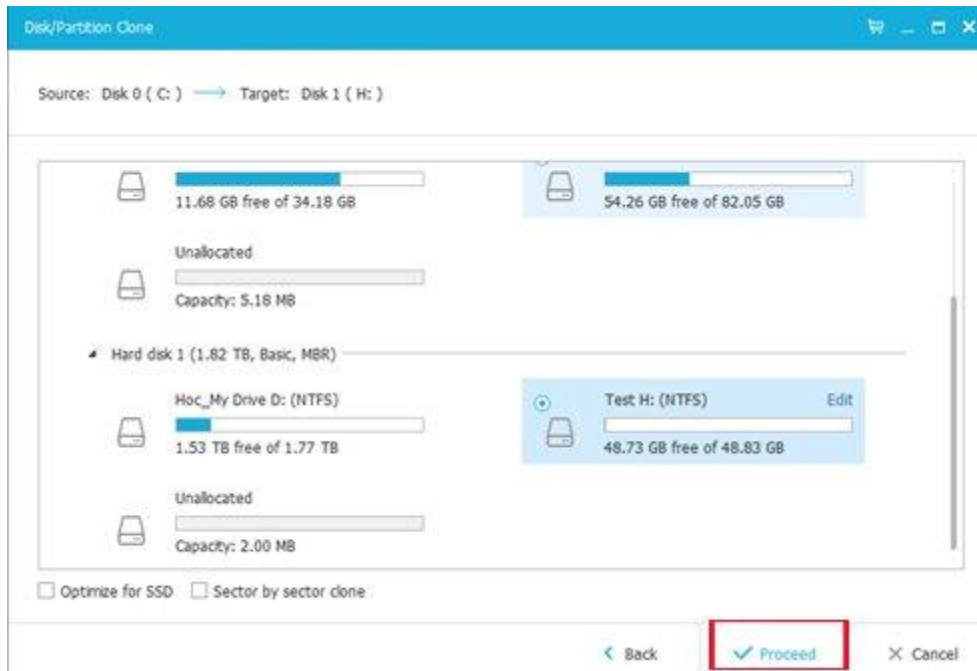 Disk/Partition Clone
Source: Disk 0 ( C: ) Target: Disk 1 ( H: )
11.68 GB free of 34.18 GB
54.26 GB free of 82.05 GB
Unallocated
Capacity: 5.18 MB
Hard disk 1 (1.82 TB, Basic, MBR)
Hoc_My Drive D: (NTFS)
1.53 TB free of 1.77 TB
Test H: (NTFS) Edit
48.73 GB free of 48.83 GB
Unallocated
Capacity: 2.00 MB
Optimize for SSD Sector by sector clone
Back Proceed Cancel